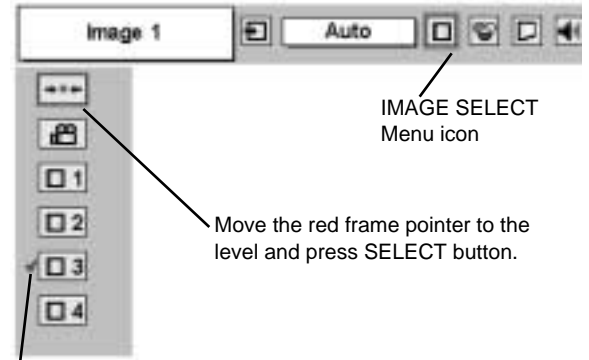 Image 1
Auto
IMAGE SELECT
Menu icon
1
Move the red frame pointer to the
level and press SELECT button.
2
3
4